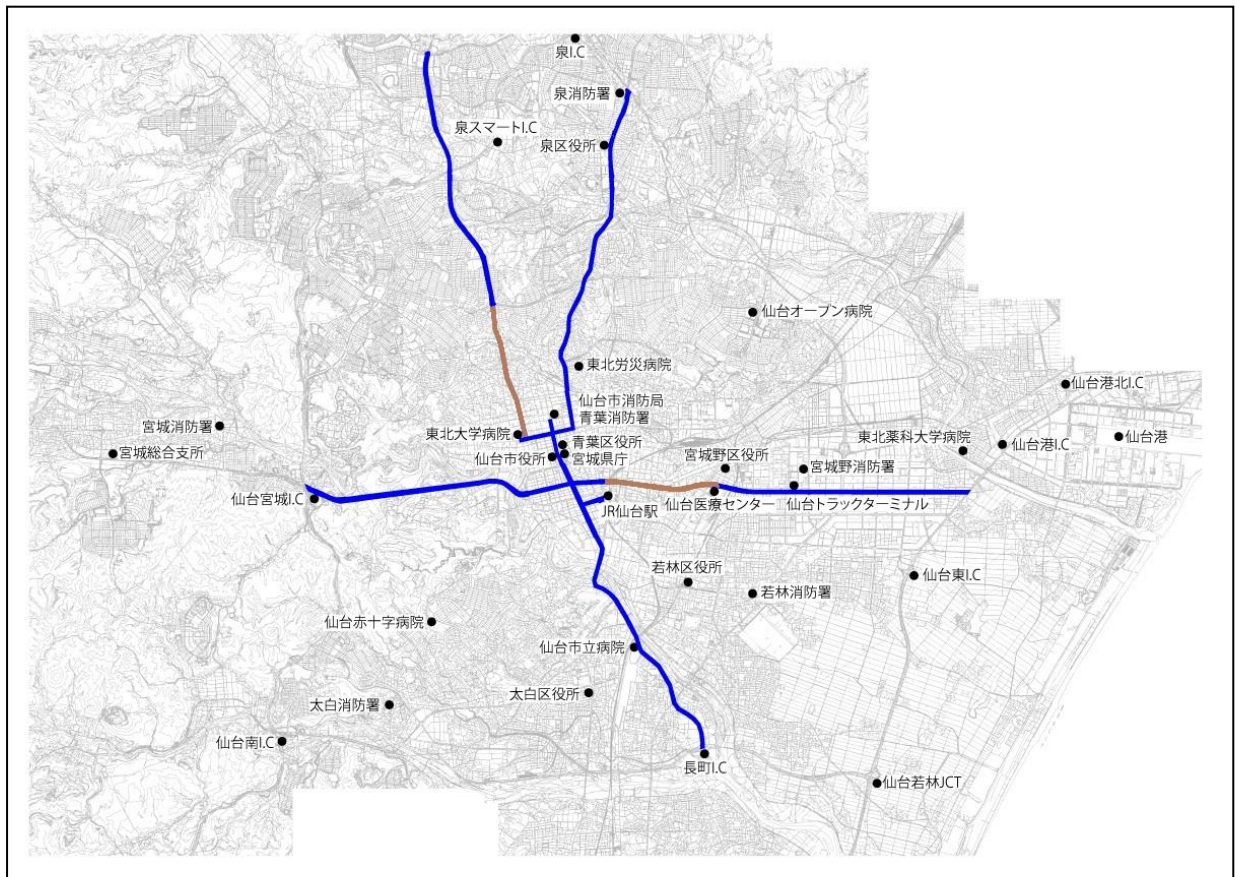 泉I.C
泉消防署
泉スマートI.C
泉区役所
仙台オープン病院
東北労災病院
仙台港北I.C
仙台市消防局
青葉消防署
宮城消防署
東北大学病院
青葉区役所
東北薬科大学病院
仙台港I.C
仙台港
宮城総合支所
仙台市役所
宮城県庁
宮城野区役所
宮城野消防署
仙台宮城I.C
JR仙台駅
仙台医療センター
仙台トラックターミナル
若林区役所
仙台東I.C
若林消防署
仙台赤十字病院
仙台市立病院
太白区役所
太白消防署
仙台南I.C
長町I.C
仙台若林JCT